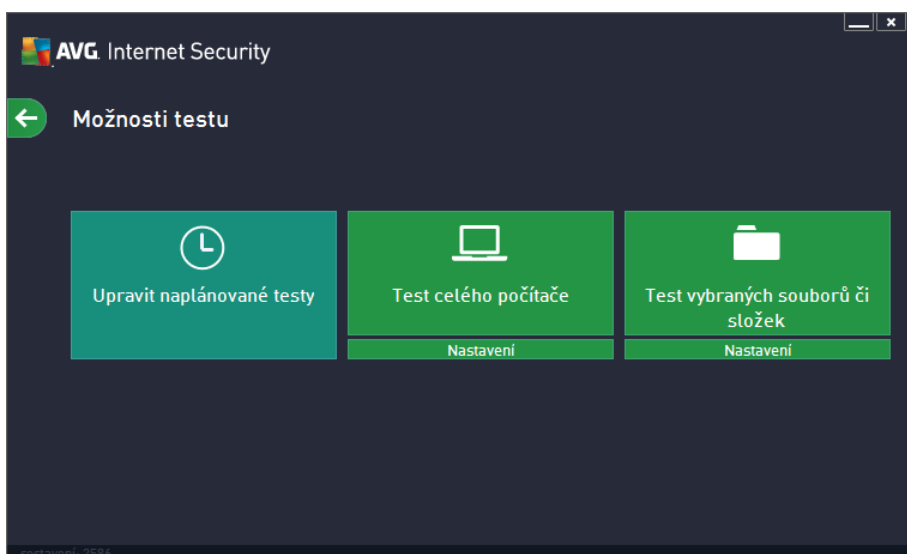 AVG. Internet Security
Možnosti testu
Upravit naplánované testy
Test celého počítače
Nastavení
Test vybraných souborů či
složek
Nastavení